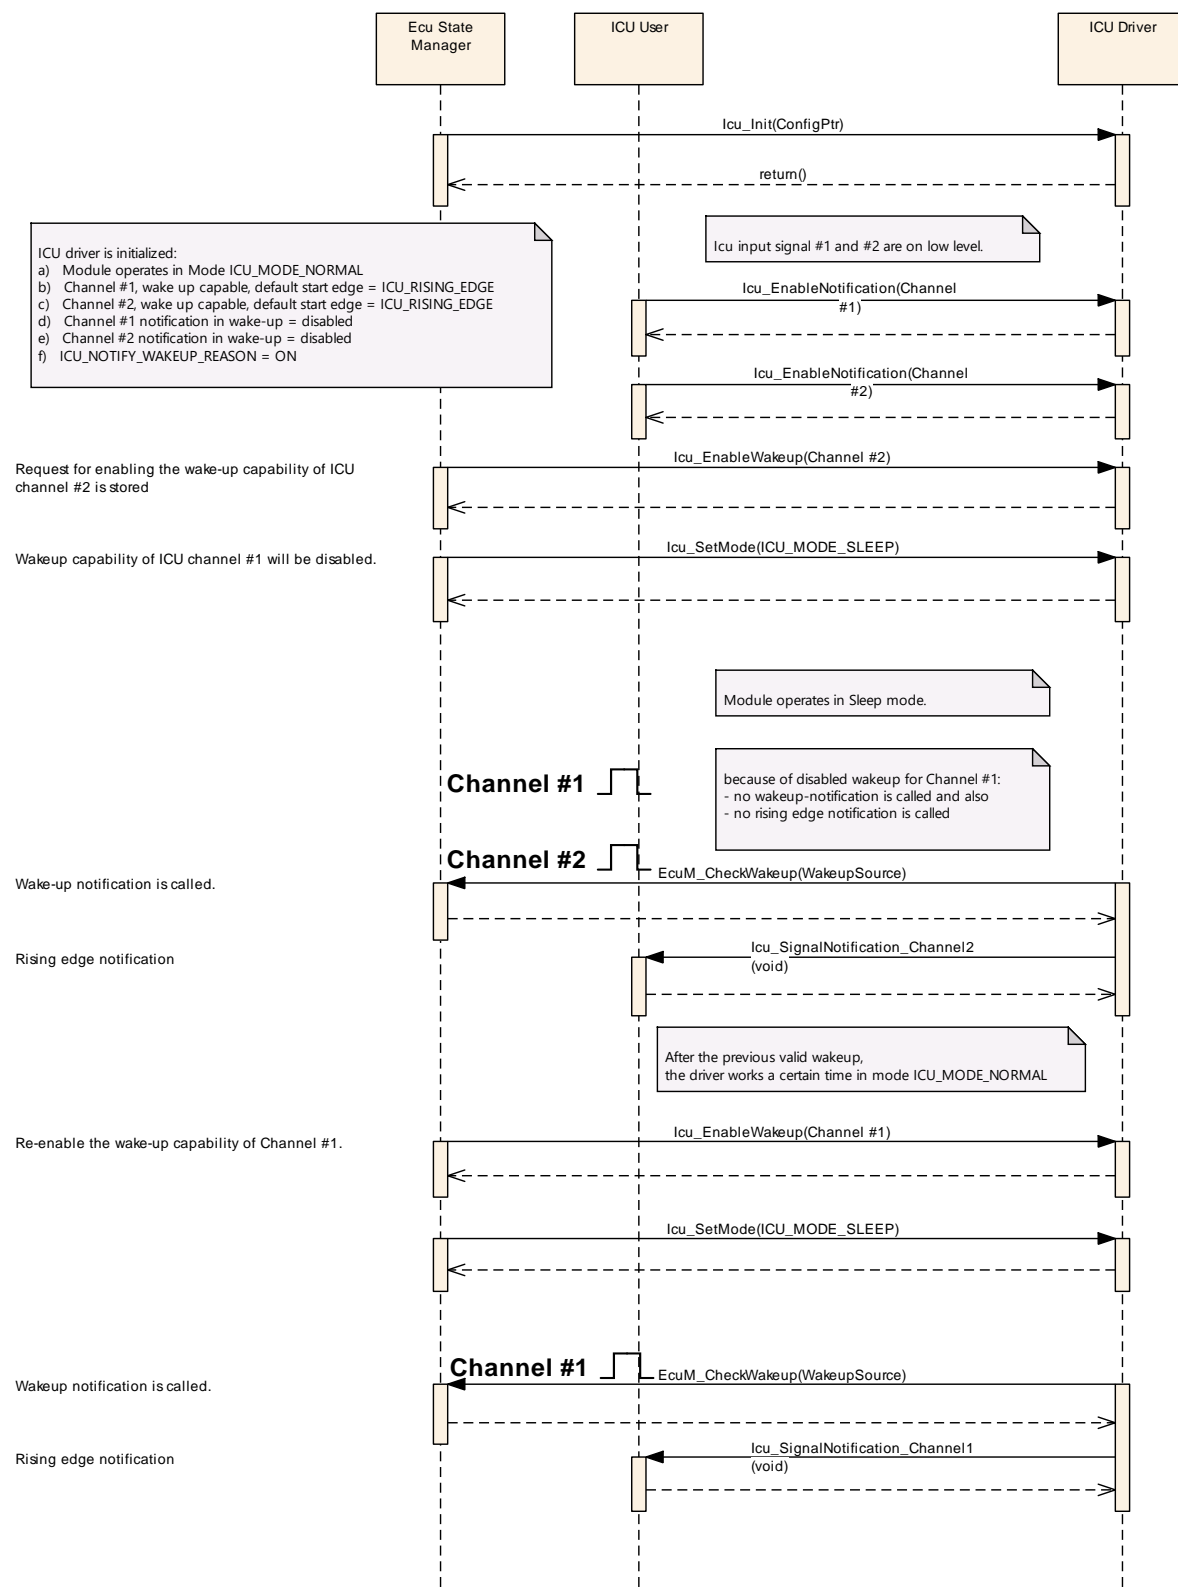 Ecu State
Manager
ICU User
ICU Driver
Icu_Init(ConfigPtr)
return()
ICU driver is initialized:
a) Module operates in Mode ICU_MODE_NORMAL
b) Channel #1, wake up capable, default start edge = ICU_RISING_EDGE
c) Channel #2, wake up capable, default start edge = ICU_RISING_EDGE
d) Channel #1 notification in wake-up = disabled
e) Channel #2 notification in wake-up = disabled
f) ICU_NOTIFY_WAKEUP_REASON = ON
Icu input signal #1 and #2 are on low level.
Icu_EnableNotification(Channel
#1)
Icu_EnableNotification(Channel
#2)
Request for enabling the wake-up capability of ICU
channel #2 is stored
Icu_EnableWakeup(Channel #2)
Wakeup capability of ICU channel #1 will be disabled.
Icu_SetMode(ICU_MODE_SLEEP)
Module operates in Sleep mode.
Channel #1
because of disabled wakeup for Channel #1:
- no wakeup-notification is called and also
- no rising edge notification is called
Channel #2
Wake-up notification is called.
EcuM_CheckWakeup(WakeupSource)
Rising edge notification
Icu_SignalNotification_Channel2
(void)
After the previous valid wakeup,
the driver works a certain time in mode ICU_MODE_NORMAL
Re-enable the wake-up capability of Channel #1.
Icu_EnableWakeup(Channel #1)
Icu_SetMode(ICU_MODE_SLEEP)
Channel #1
Wakeup notification is called.
EcuM_CheckWakeup(WakeupSource)
Rising edge notification
Icu_SignalNotification_Channel1
(void)